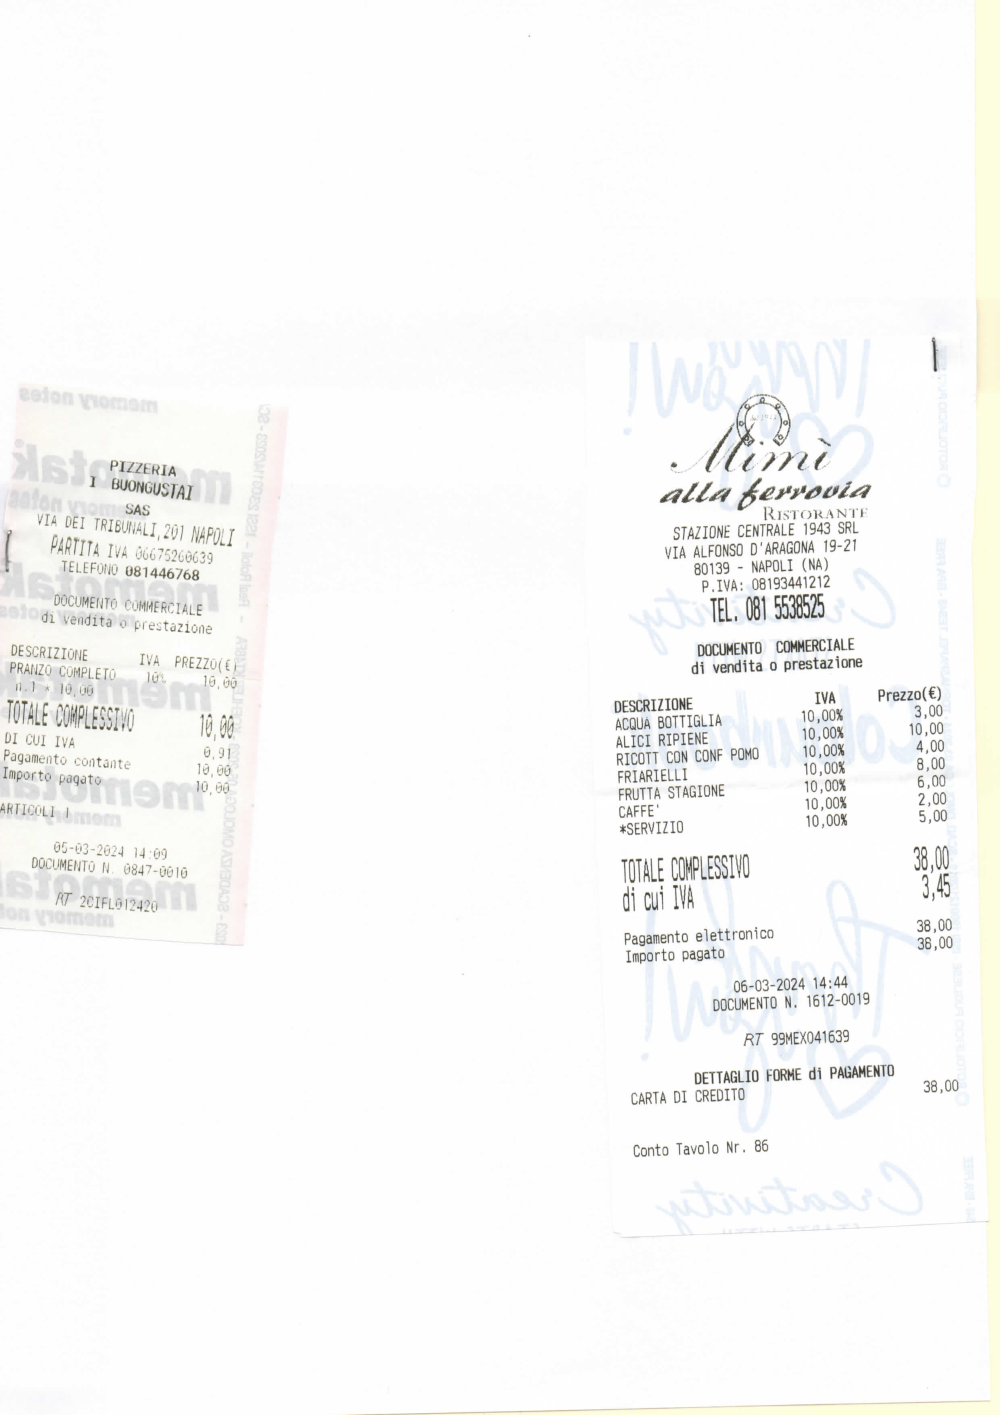 PIZZERIA
I BUONGUSTAI
SAS
VIA DEI TRIBUNALI,201 NAPOLI
PARTITA IVA 06675260639
TELEFONO 081446768
DOCUMENTO COMMERCIALE
di vendita o prestazione
DESCRIZIONE IVA PREZZO(€)
PRANZO COMPLETO 10% 10,00
n.1 * 10,00
TOTALE COMPLESSIVO 10,00
DI CUI IVA 0,91
Pagamento contante 10,00
Importo pagato 10,00
ARTICOLI 1
05-03-2024 14:09
DOCUMENTO N. 0847-0010
RT 2CIFL012420
Mimì
alla ferrovia
RISTORANTE
STAZIONE CENTRALE 1943 SRL
VIA ALFONSO D'ARAGONA 19-21
80139 - NAPOLI (NA)
P.IVA: 08193441212
TEL. 081 5538525
DOCUMENTO COMMERCIALE
di vendita o prestazione
DESCRIZIONE IVA Prezzo(€)
ACQUA BOTTIGLIA 10,00% 3,00
ALICI RIPIENE 10,00% 10,00
RICOTT CON CONF POMO 10,00% 4,00
FRIARIELLI 10,00% 8,00
FRUTTA STAGIONE 10,00% 6,00
CAFFE' 10,00% 2,00
*SERVIZIO 10,00% 5,00
TOTALE COMPLESSIVO 38,00
di cui IVA 3,45
Pagamento elettronico 38,00
Importo pagato 38,00
06-03-2024 14:44
DOCUMENTO N. 1612-0019
RT 99MEX041639
DETTAGLIO FORME di PAGAMENTO
CARTA DI CREDITO 38,00
Conto Tavolo Nr. 86